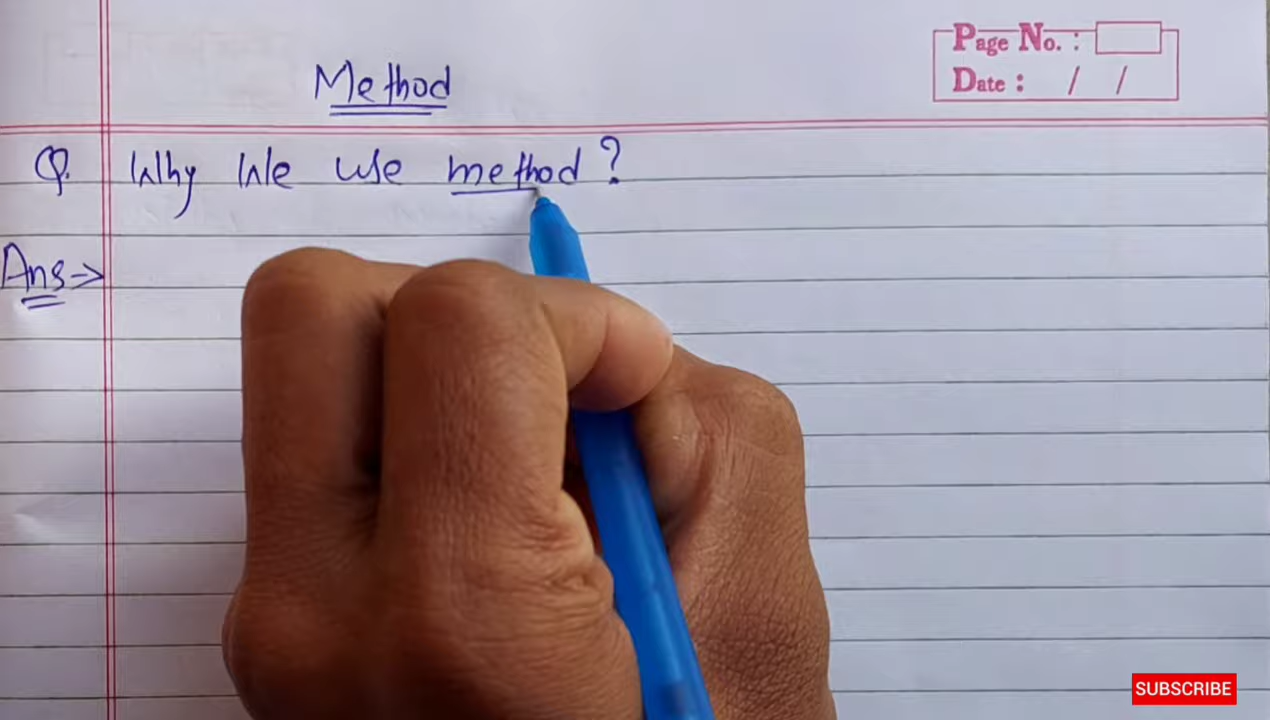 Page No. :
Date : / /
Method
Q. Why We use method?
Ans =>
SUBSCRIBE